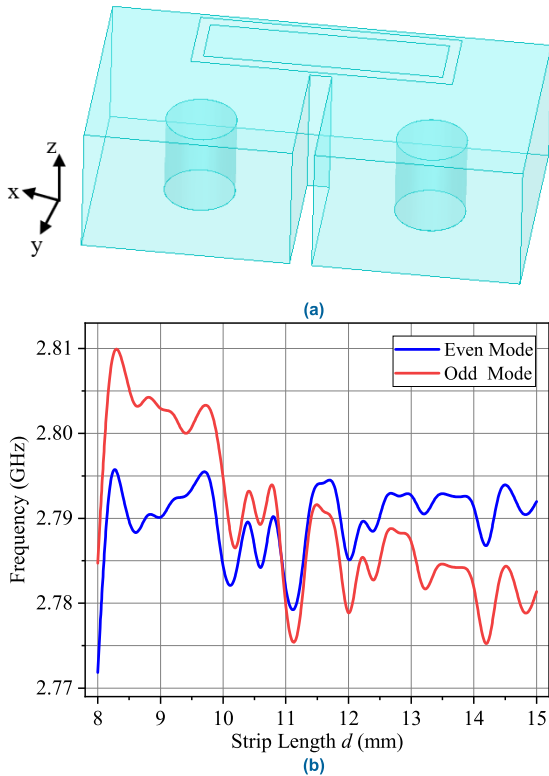 z
x
y
(a)
2.81
2.80
2.79
2.78
2.77
Frequency (GHz)
Even Mode
Odd Mode
8 9 10 11 12 13 14 15
Strip Length d (mm)
(b)